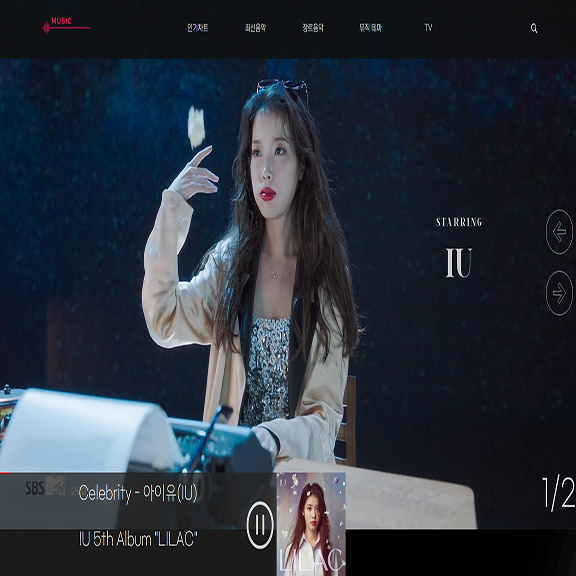 MUSIC
인기차트 최신음악 장르음악 뮤직 테마 TV
STARRING
IU
SBS MTV
1/2
Celebrity - 아이유(IU)
IU 5th Album "LILAC"
LILAC